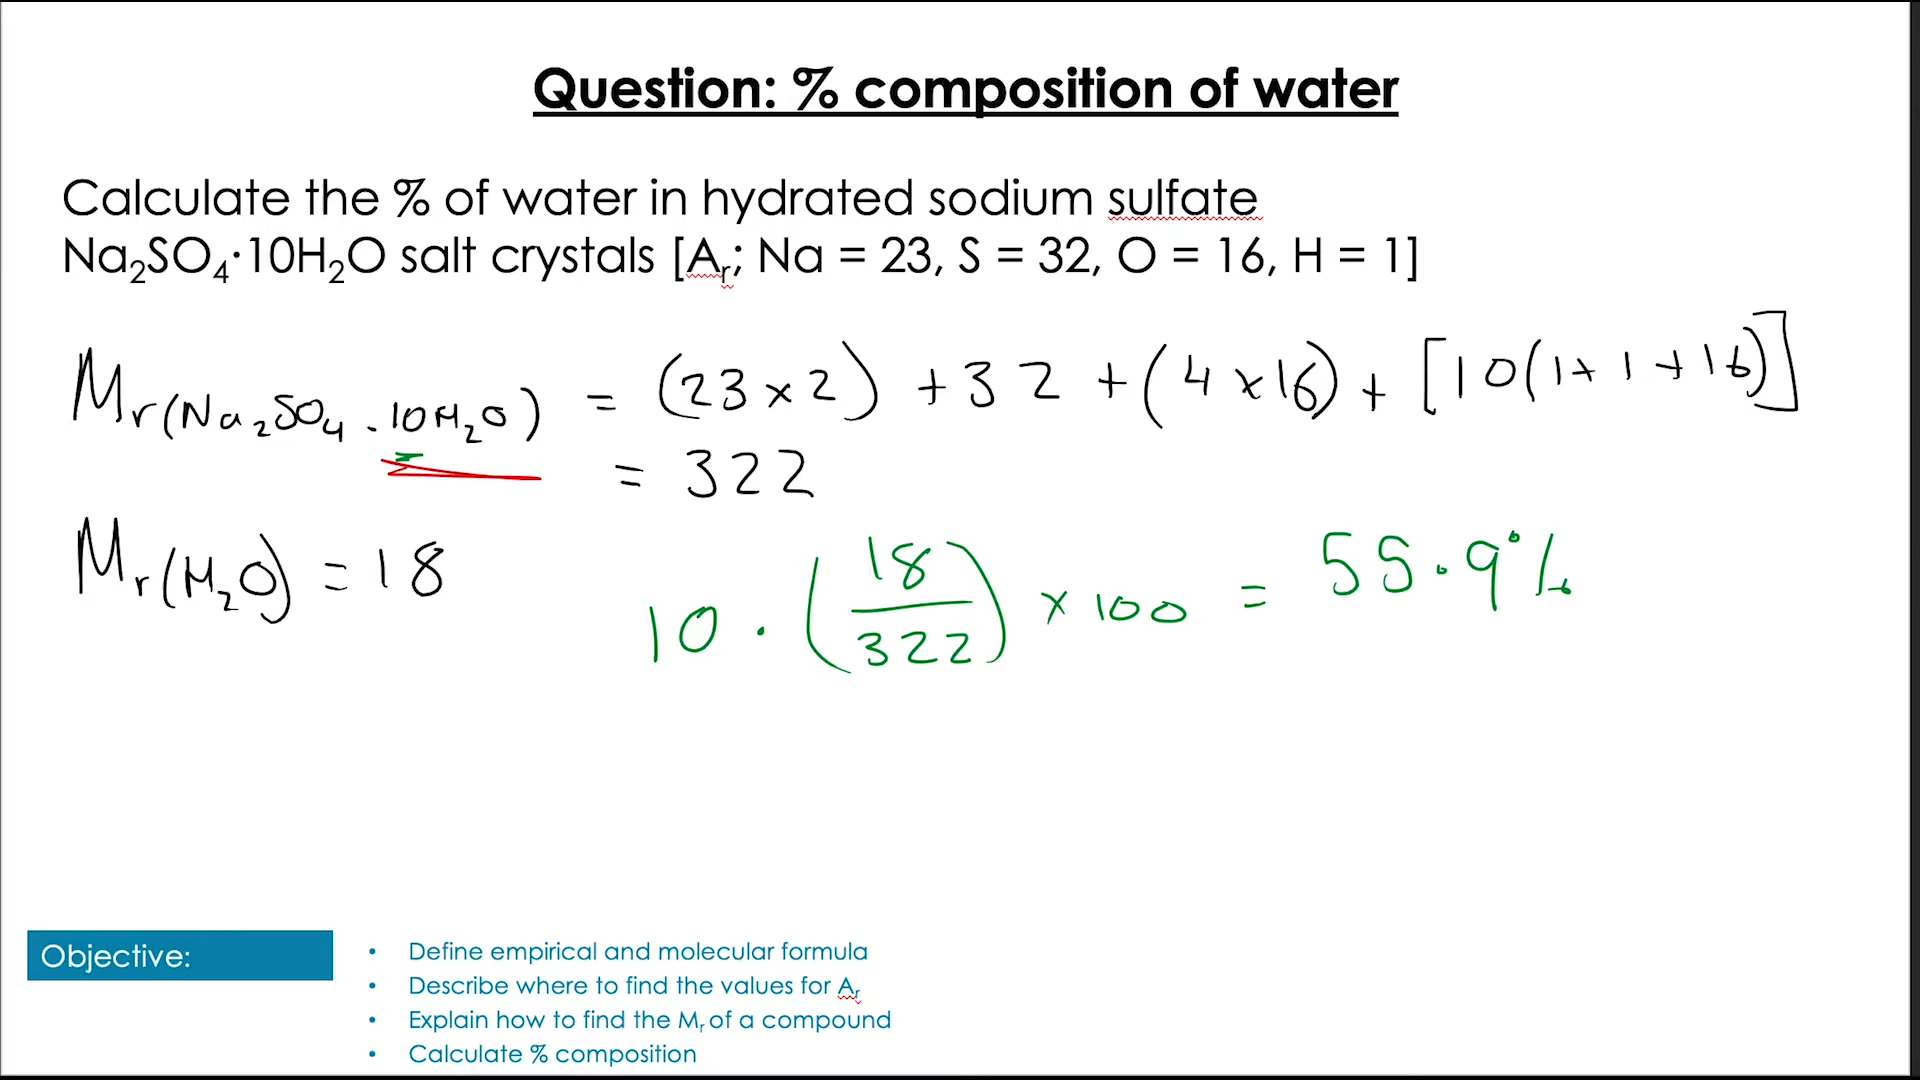 Question: % composition of water
Calculate the % of water in hydrated sodium sulfate
Na₂SO₄·10H₂O salt crystals [Aᵣ; Na = 23, S = 32, O = 16, H = 1]
Mr(Na₂SO₄ . 10H₂O) = (23 × 2) + 32 + (4 × 16) + [10(1+1+16)]
= 322
Mr(H₂O) = 18
10 · (18/322) × 100 = 55.9%
Objective:
• Define empirical and molecular formula
• Describe where to find the values for Aᵣ
• Explain how to find the Mᵣ of a compound
• Calculate % composition